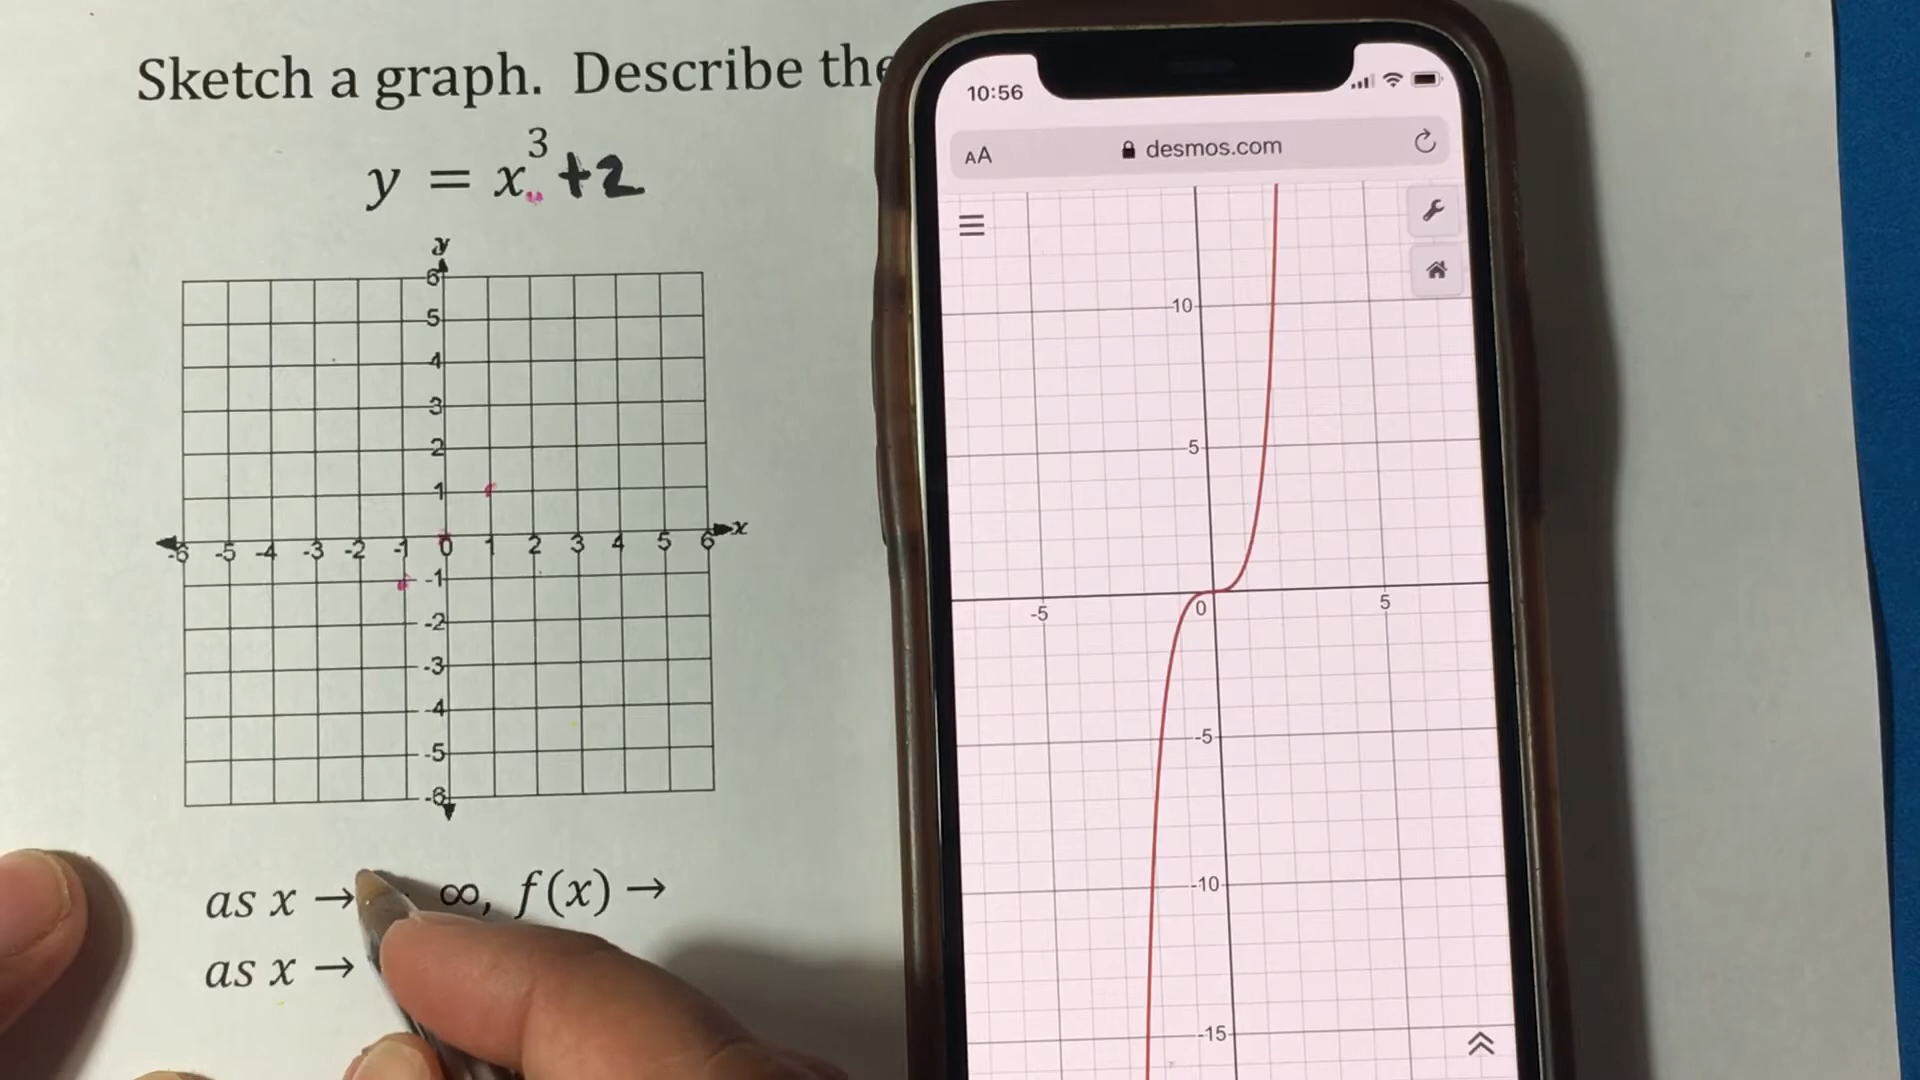 Sketch a graph. Describe the
y = x³ +2
y
6
5
4
3
2
1
-6 -5 -4 -3 -2 -1 0 1 2 3 4 5 6 x
-1
-2
-3
-4
-5
-6
as x → ∞, f(x) →
as x →
10:56
AA desmos.com
10
5
-5 0 5
-5
-10
-15